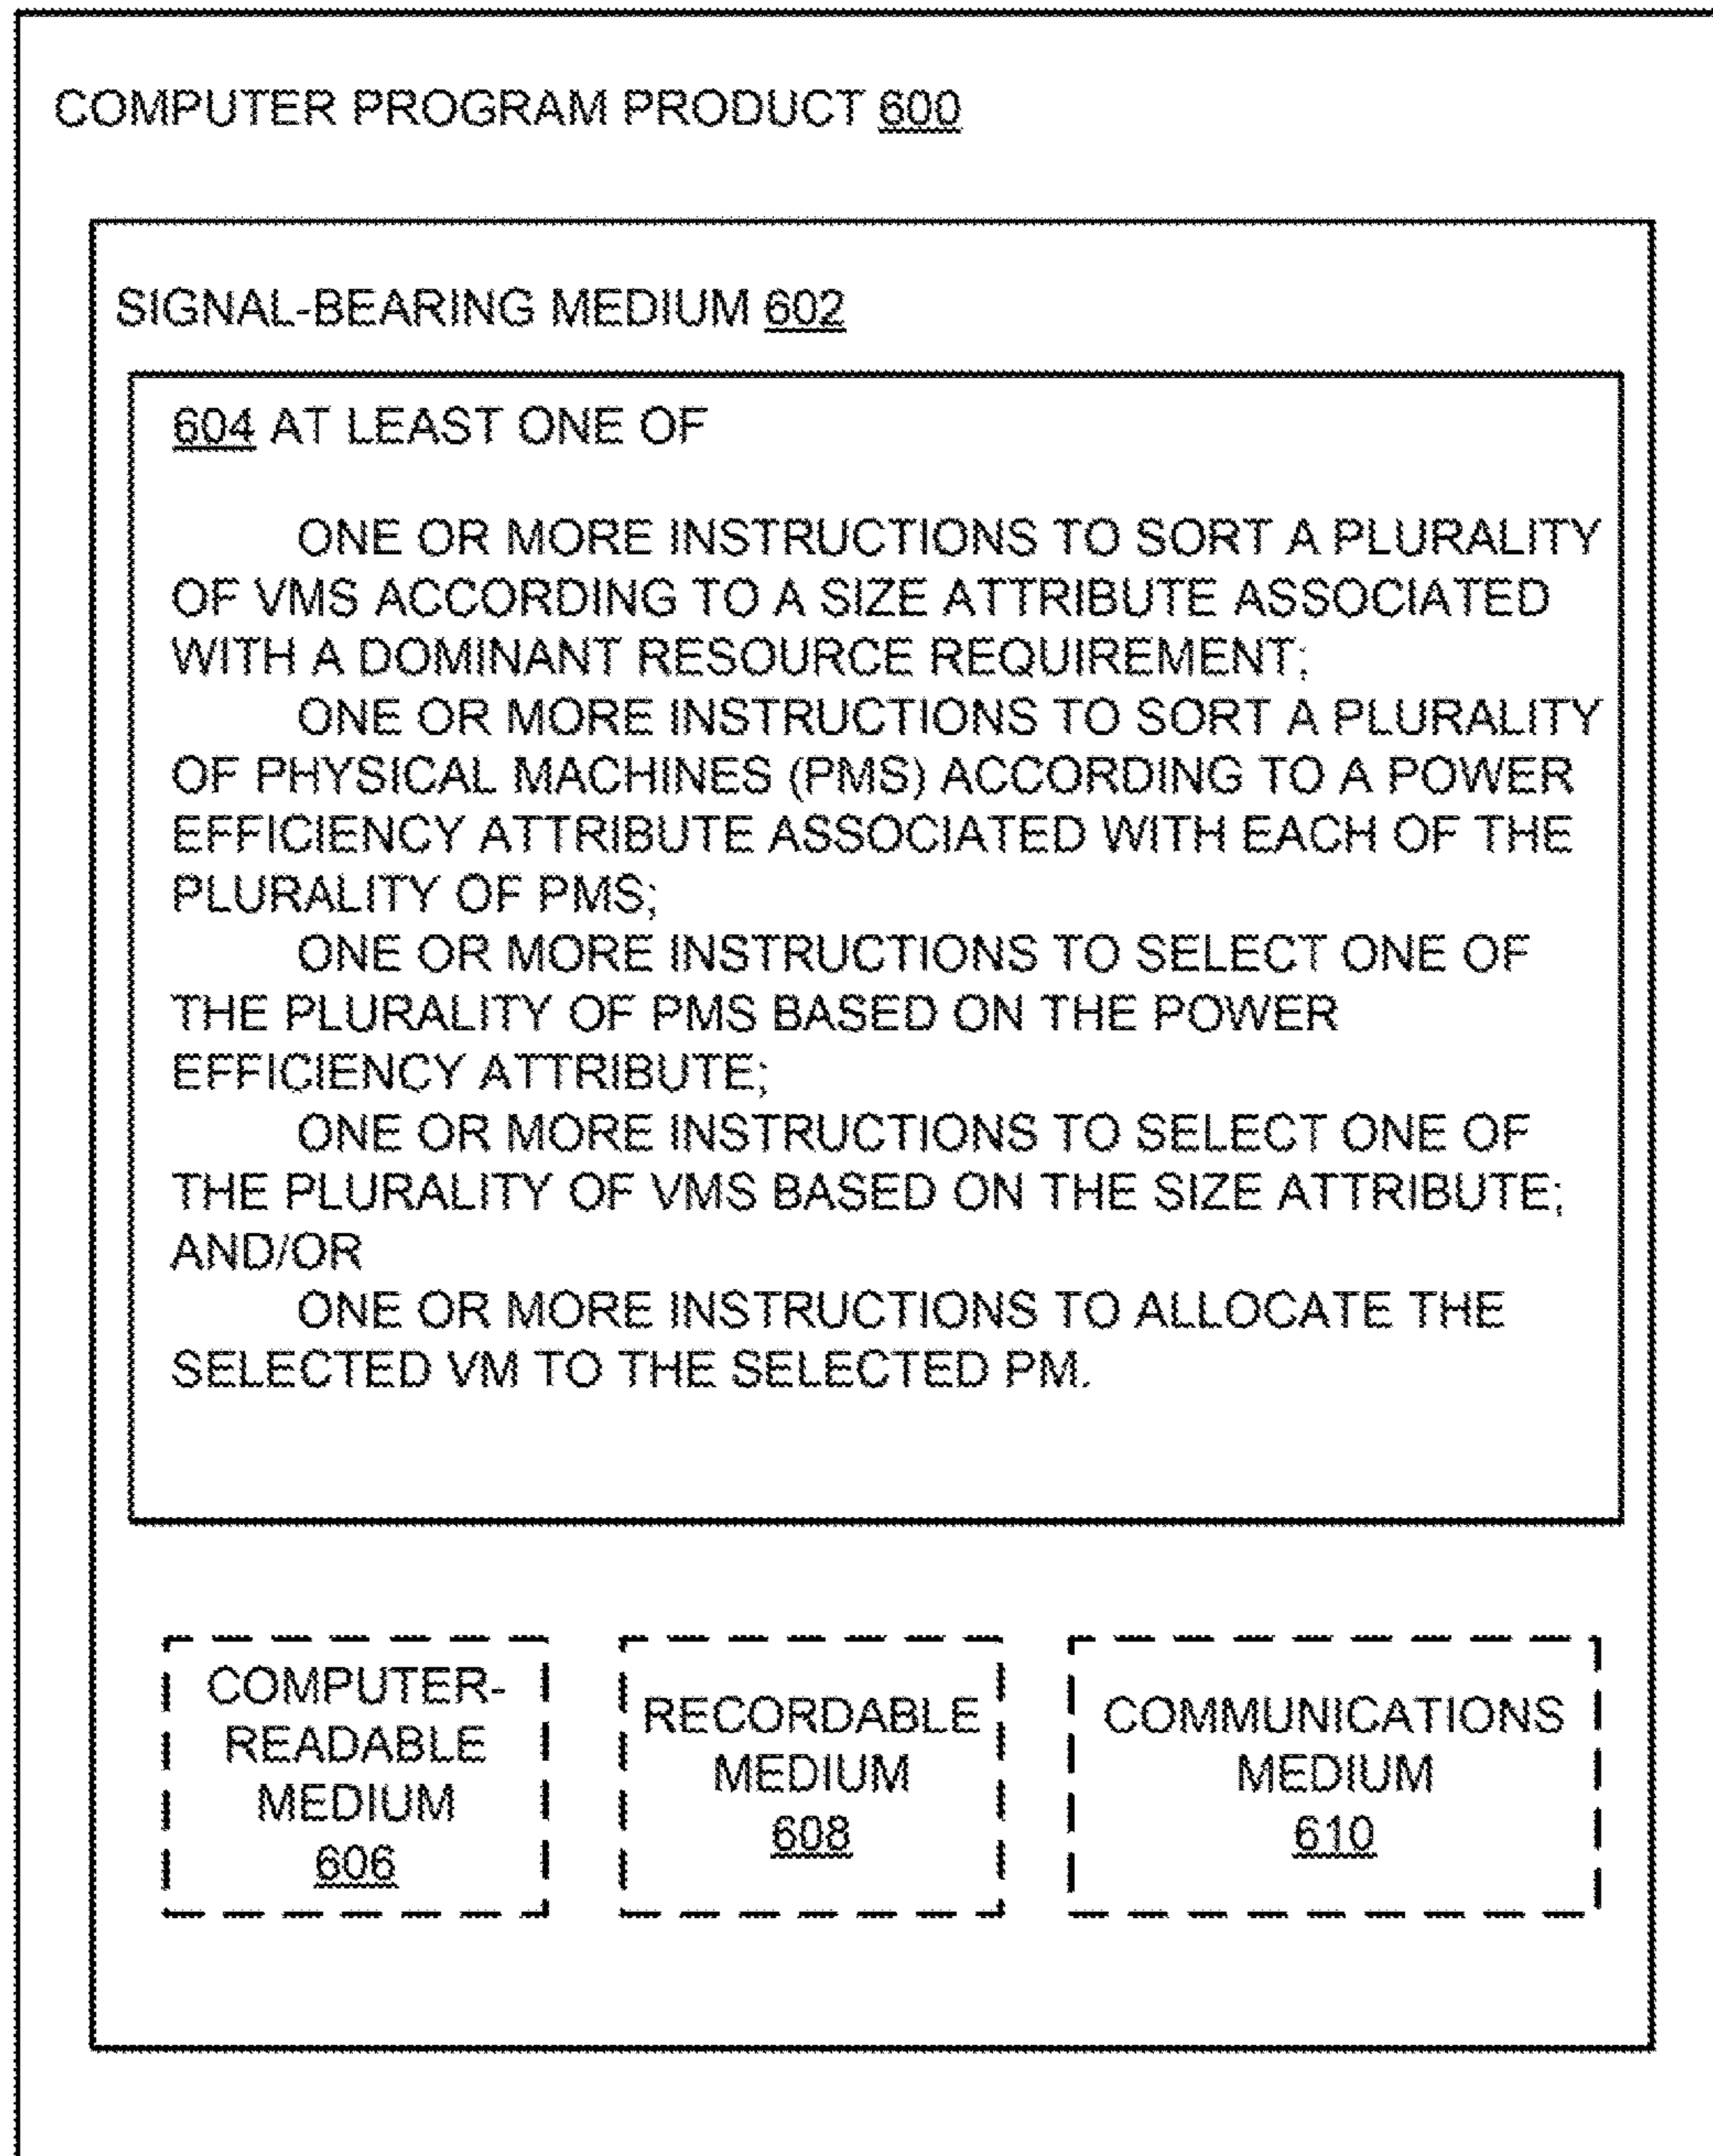 COMPUTER PROGRAM PRODUCT 600
SIGNAL-BEARING MEDIUM 602
604 AT LEAST ONE OF
ONE OR MORE INSTRUCTIONS TO SORT A PLURALITY
OF VMS ACCORDING TO A SIZE ATTRIBUTE ASSOCIATED
WITH A DOMINANT RESOURCE REQUIREMENT;
ONE OR MORE INSTRUCTIONS TO SORT A PLURALITY
OF PHYSICAL MACHINES (PMS) ACCORDING TO A POWER
EFFICIENCY ATTRIBUTE ASSOCIATED WITH EACH OF THE
PLURALITY OF PMS;
ONE OR MORE INSTRUCTIONS TO SELECT ONE OF
THE PLURALITY OF PMS BASED ON THE POWER
EFFICIENCY ATTRIBUTE;
ONE OR MORE INSTRUCTIONS TO SELECT ONE OF
THE PLURALITY OF VMS BASED ON THE SIZE ATTRIBUTE;
AND/OR
ONE OR MORE INSTRUCTIONS TO ALLOCATE THE
SELECTED VM TO THE SELECTED PM.
COMPUTER-
READABLE
MEDIUM
606
RECORDABLE
MEDIUM
608
COMMUNICATIONS
MEDIUM
610